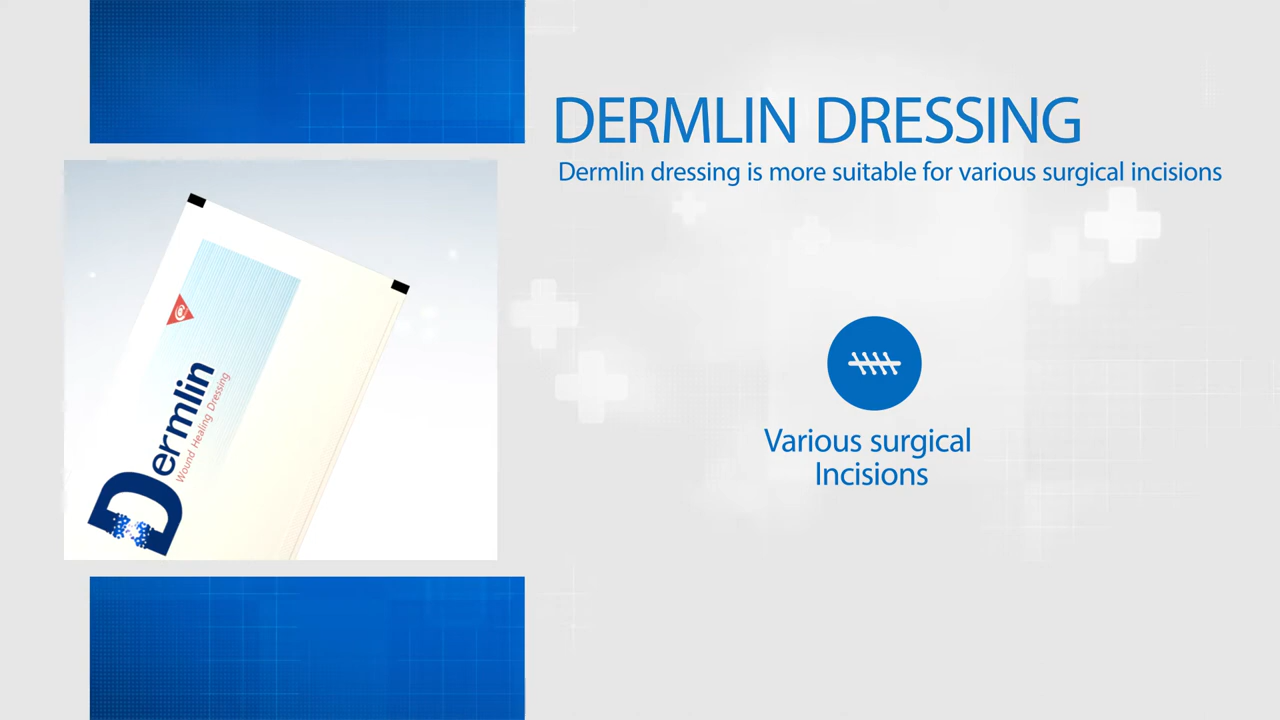 DERMLIN DRESSING
Dermlin dressing is more suitable for various surgical incisions
Various surgical
Incisions
Dermlin
Wound Healing Dressing